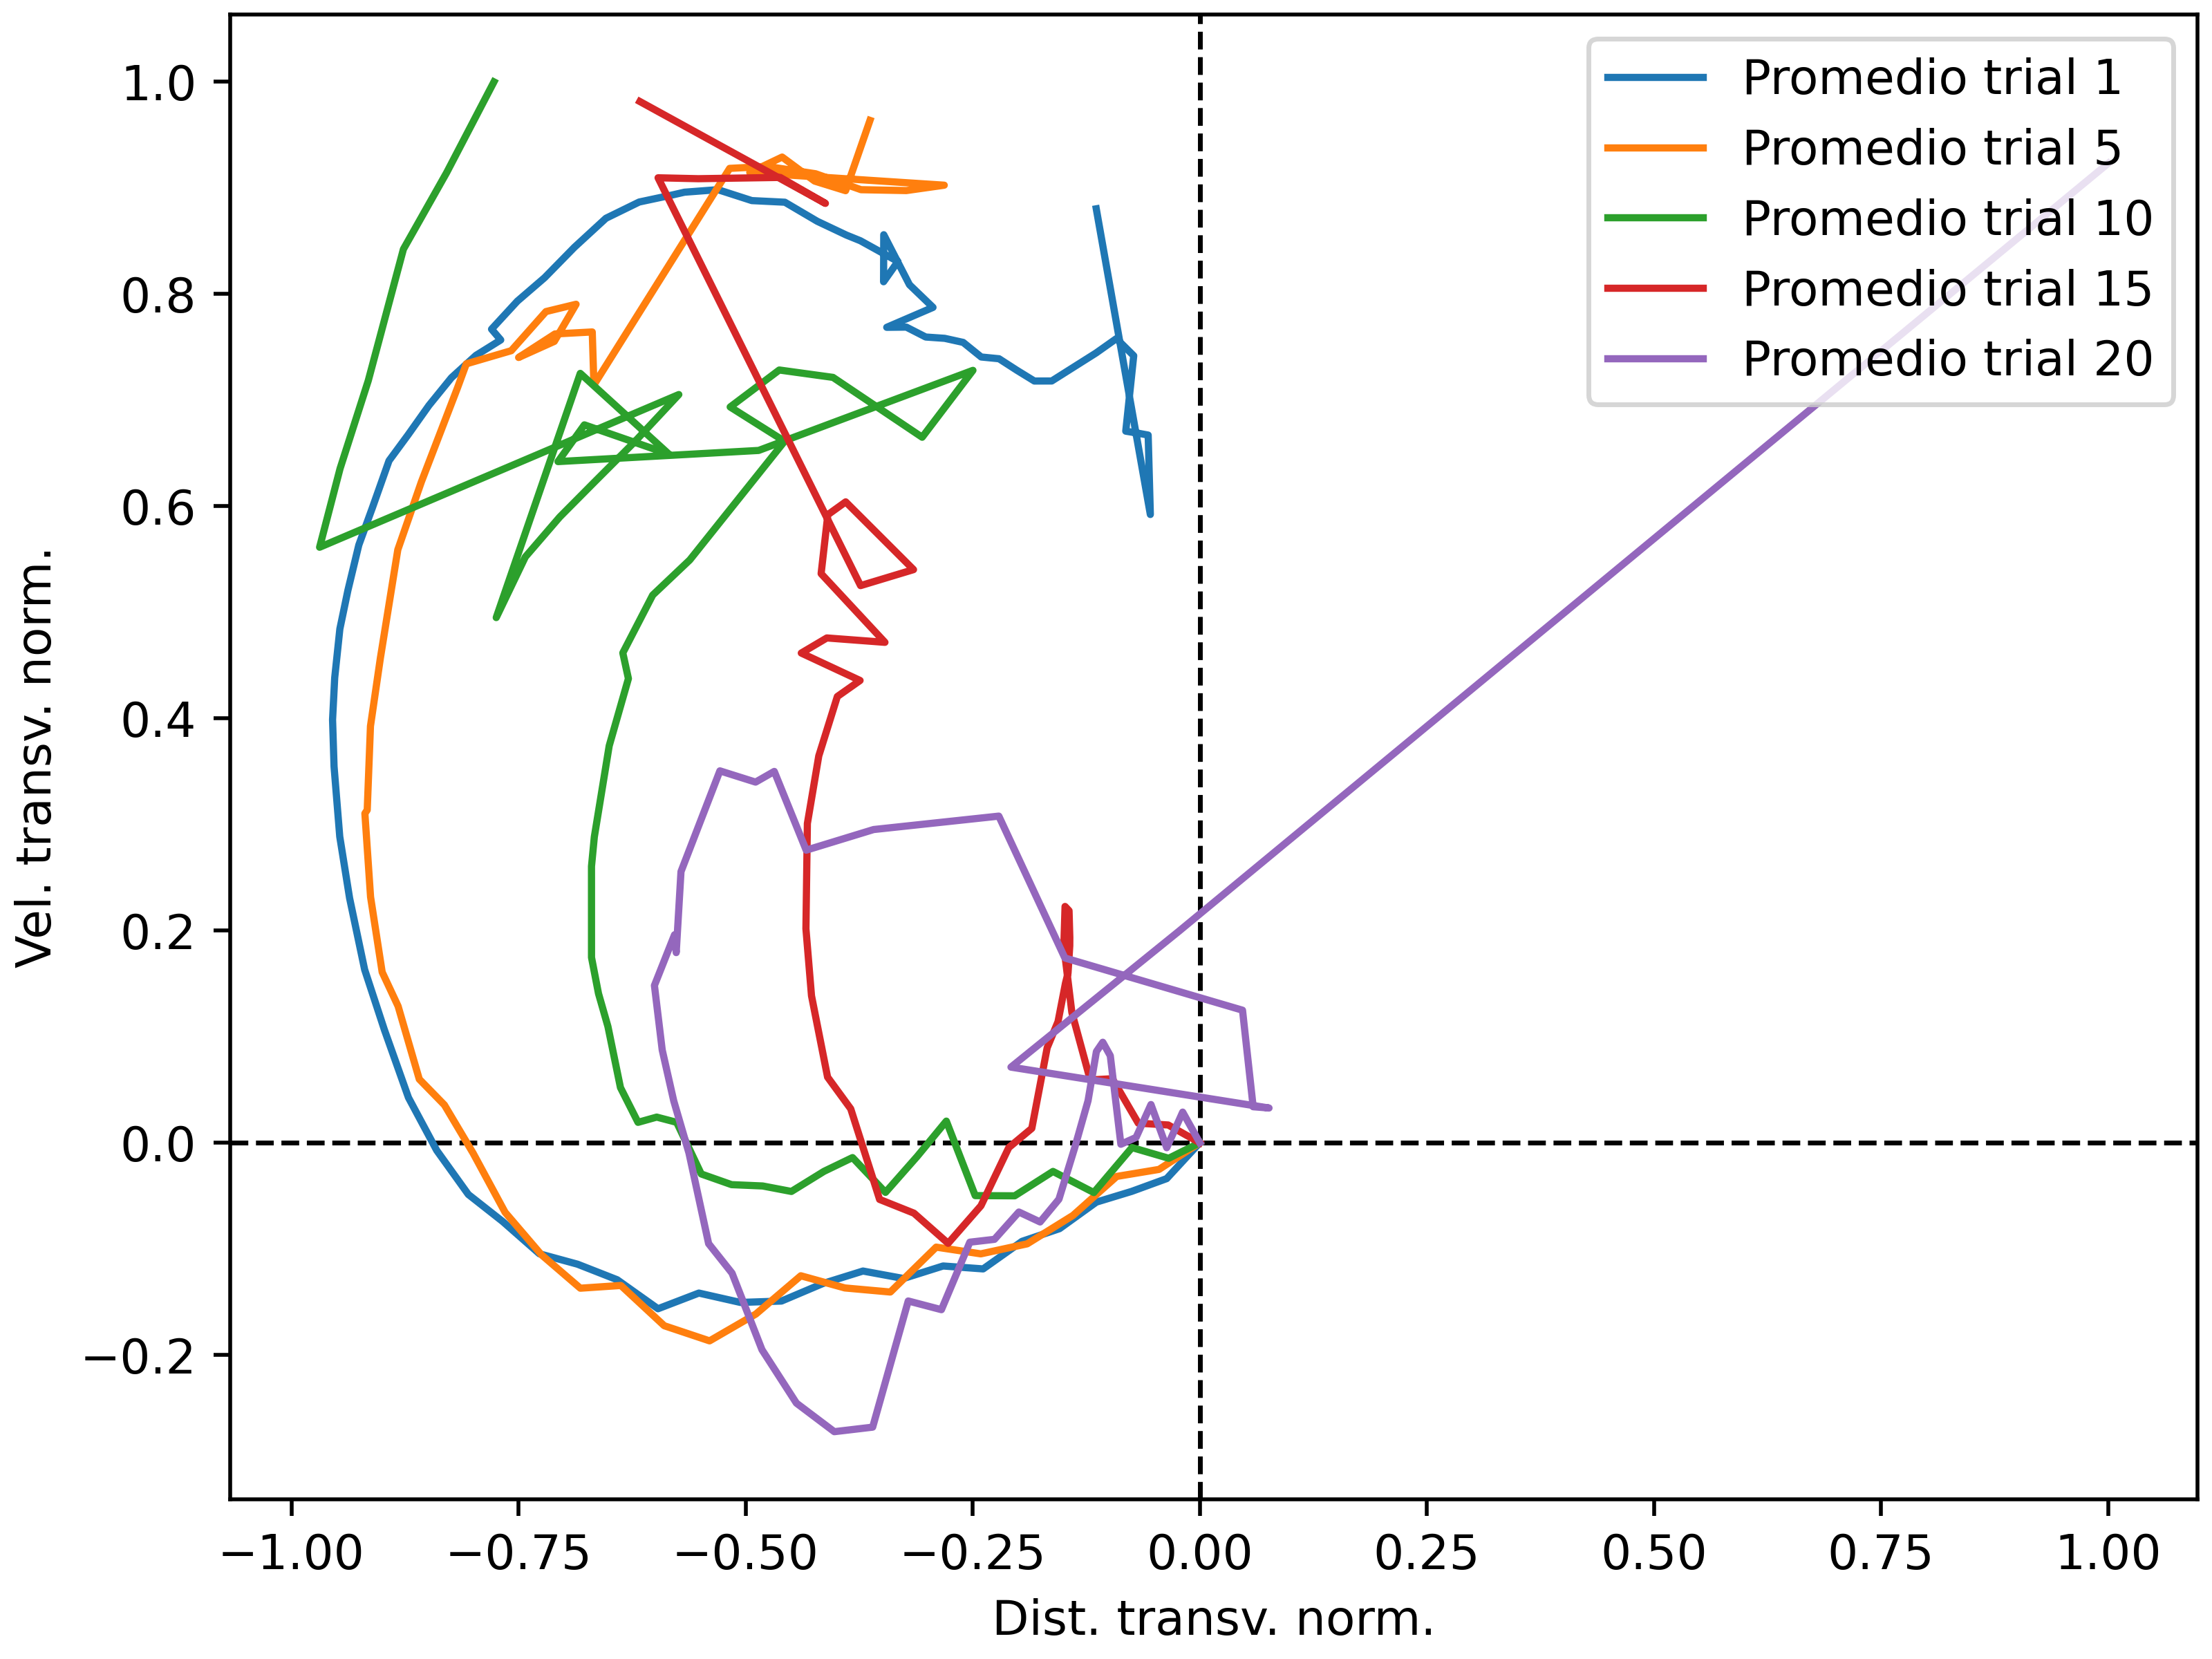 Promedio trial 1
Promedio trial 5
Promedio trial 10
Promedio trial 15
Promedio trial 20
1.0
0.8
0.6
0.4
0.2
0.0
−0.2
Vel. transv. norm.
−1.00 −0.75 −0.50 −0.25 0.00 0.25 0.50 0.75 1.00
Dist. transv. norm.